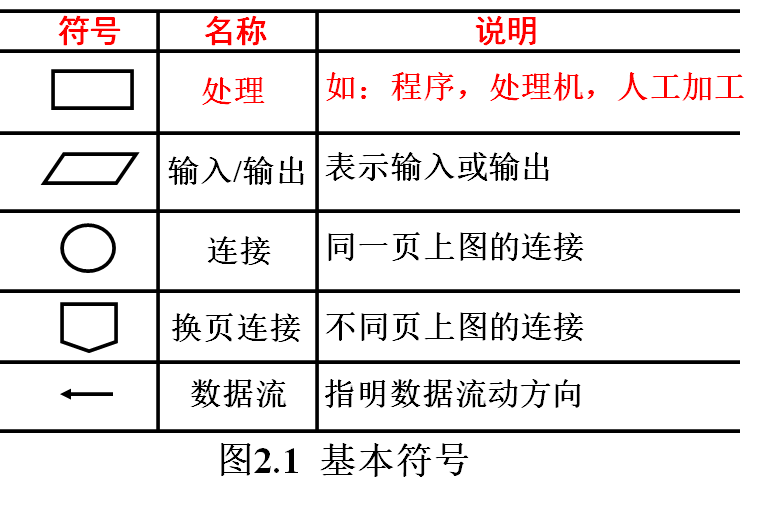 符号 名称 说明
处理 如：程序，处理机，人工加工
输入/输出 表示输入或输出
连接 同一页上图的连接
换页连接 不同页上图的连接
数据流 指明数据流动方向
图2.1 基本符号